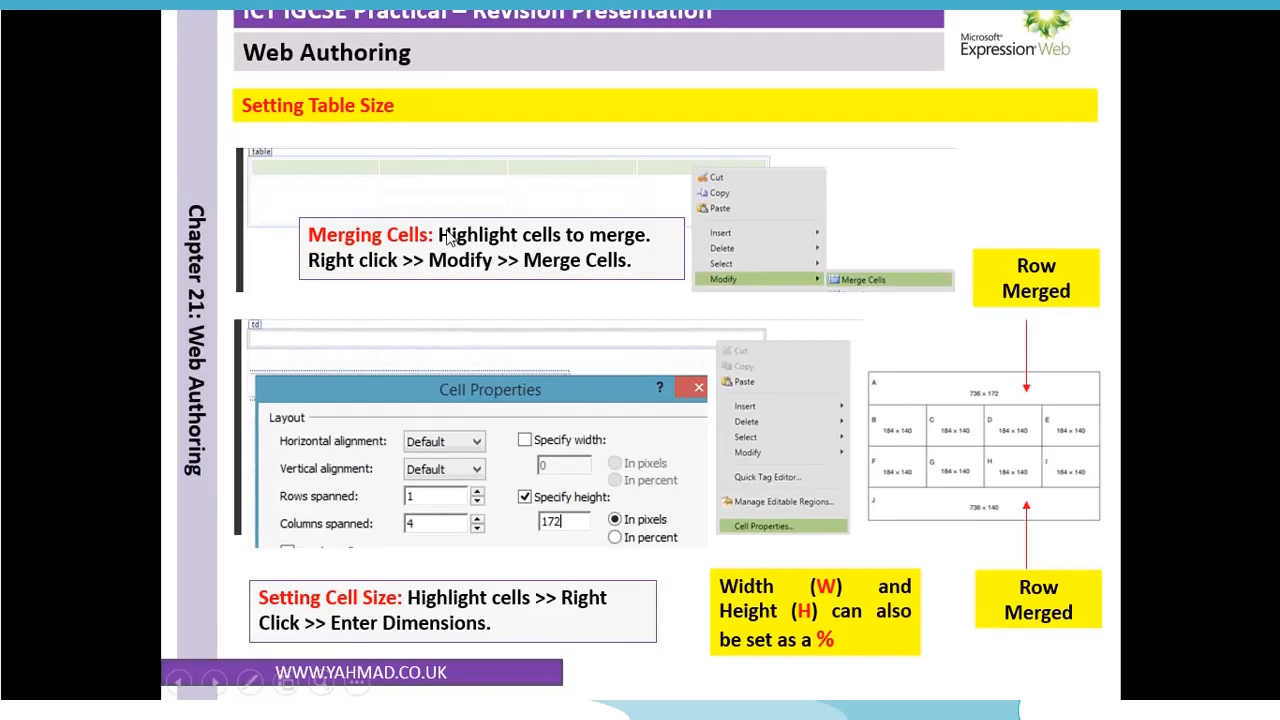 ICT IGCSE Practical – Revision Presentation
Microsoft®
Expression® Web
Web Authoring
Setting Table Size
Chapter 21: Web Authoring
table
Cut
Copy
Paste
Insert
Delete
Select
Modify
Merge Cells
Merging Cells: Highlight cells to merge.
Right click >> Modify >> Merge Cells.
Row
Merged
td
Cell Properties
?
Layout
Horizontal alignment: Default
Vertical alignment: Default
Rows spanned: 1
Columns spanned: 4
Specify width:
0
In pixels
In percent
Specify height:
172
In pixels
In percent
Cut
Copy
Paste
Insert
Delete
Select
Modify
Quick Tag Editor...
Manage Editable Regions...
Cell Properties...
A
736 x 172
B C D E
184 x 140 184 x 140 184 x 140 184 x 140
F G H I
184 x 140 184 x 140 184 x 140 184 x 140
J
736 x 140
Row
Merged
Setting Cell Size: Highlight cells >> Right
Click >> Enter Dimensions.
Width (W) and
Height (H) can also
be set as a %
WWW.YAHMAD.CO.UK